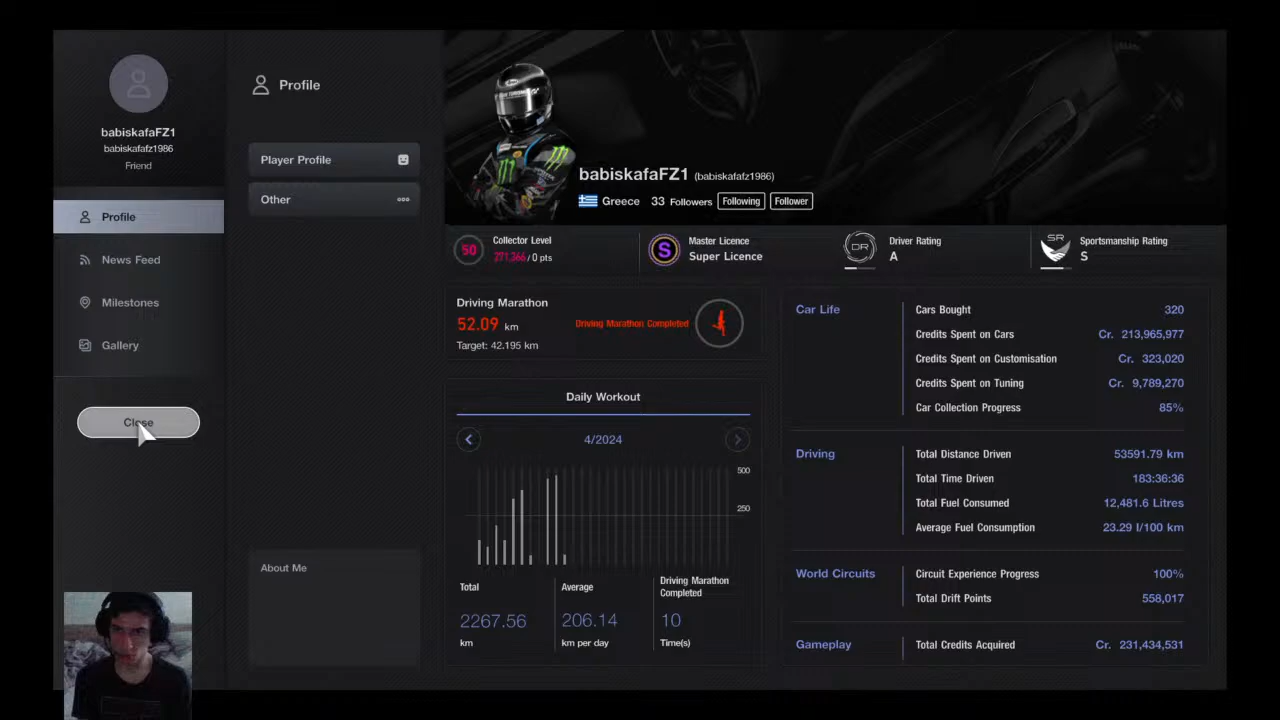 babiskafaFZ1
babiskafafz1986
Friend
Profile
News Feed
Milestones
Gallery
Close
Profile
Player Profile
Other
About Me
babiskafaFZ1 (babiskafafz1986)
Greece 33 Followers Following Follower
50 Collector Level
271,366 / 0 pts
S Master Licence
Super Licence
DR Driver Rating
A
SR Sportsmanship Rating
S
Driving Marathon
52.09 km
Driving Marathon Completed
Target: 42.195 km
Daily Workout
4/2024
500
250
Total
2267.56
km
Average
206.14
km per day
Driving Marathon
Completed
10
Time(s)
Car Life
Cars Bought 320
Credits Spent on Cars Cr. 213,965,977
Credits Spent on Customisation Cr. 323,020
Credits Spent on Tuning Cr. 9,789,270
Car Collection Progress 85%
Driving
Total Distance Driven 53591.79 km
Total Time Driven 183:36:36
Total Fuel Consumed 12,481.6 Litres
Average Fuel Consumption 23.29 l/100 km
World Circuits
Circuit Experience Progress 100%
Total Drift Points 558,017
Gameplay
Total Credits Acquired Cr. 231,434,531